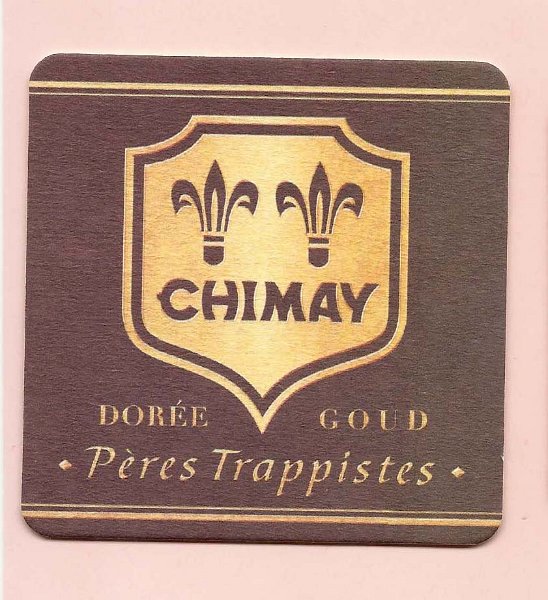 CHIMAY
DORÉE GOUD
Pères Trappistes